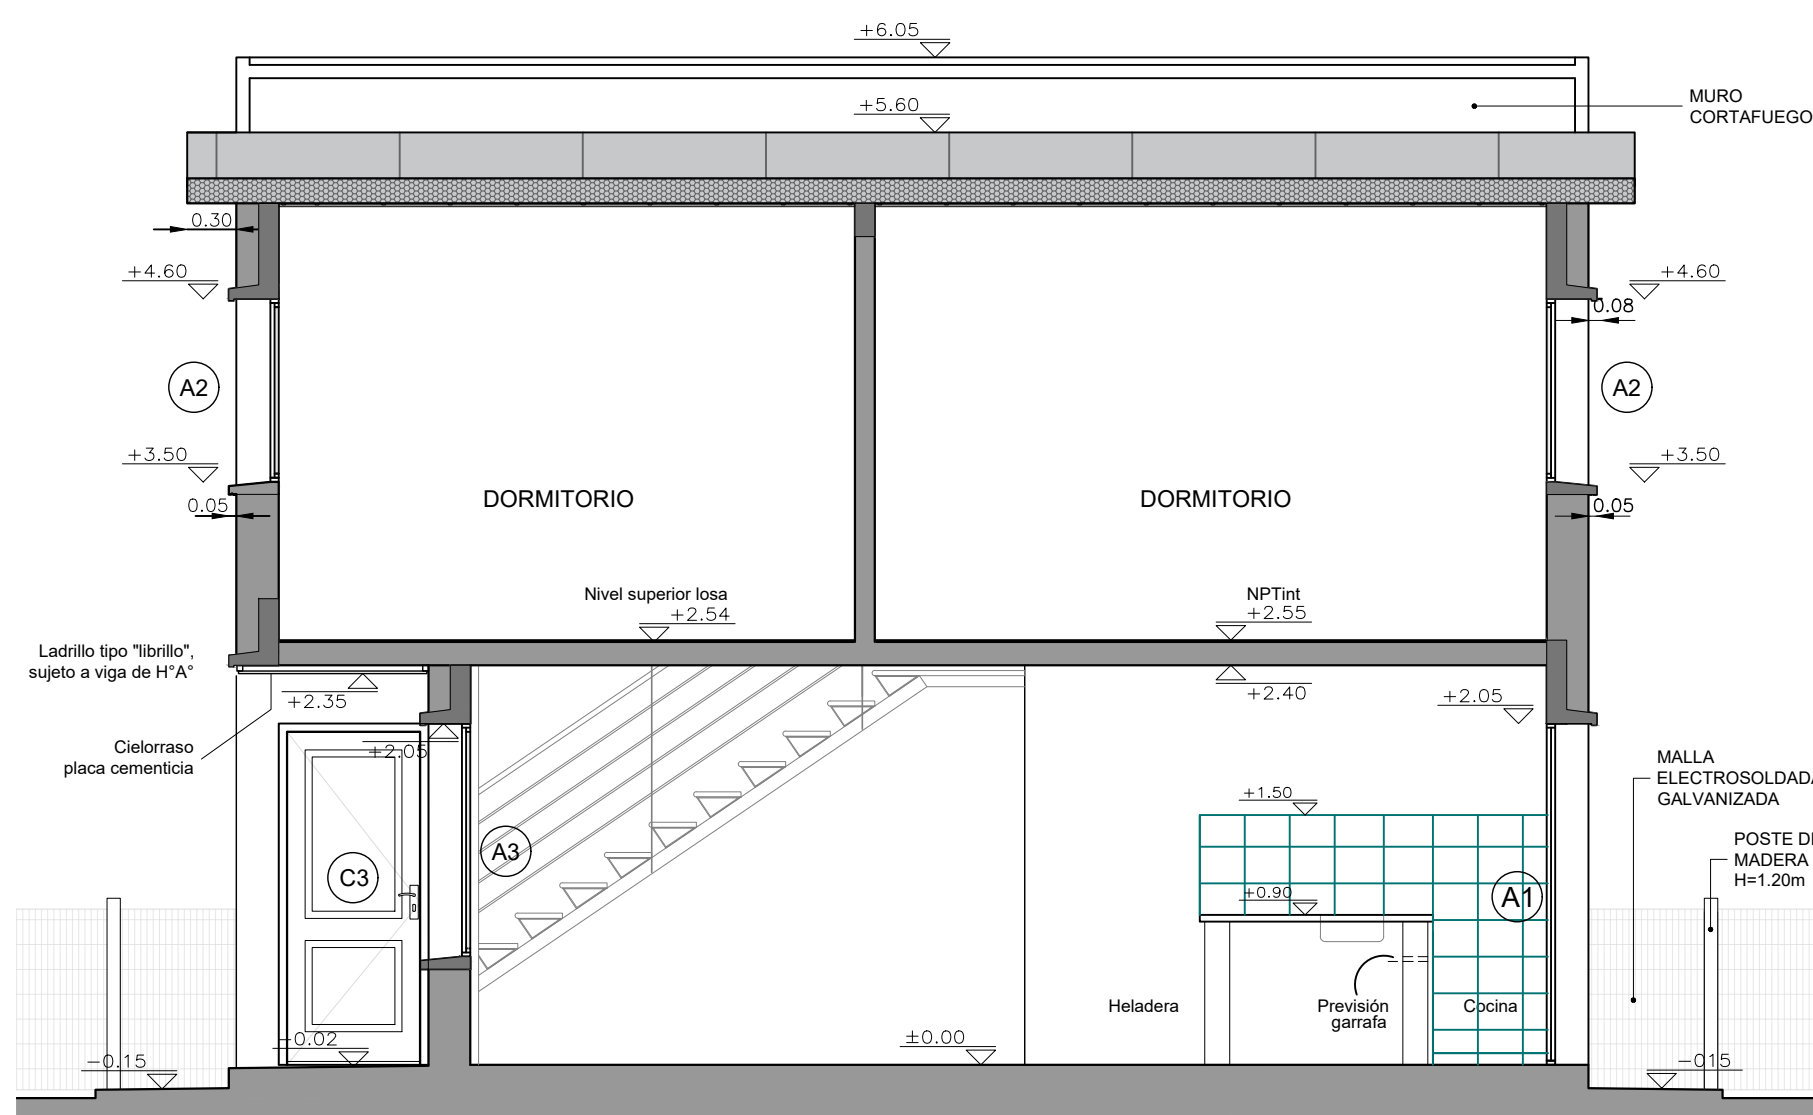 +6.05
MURO
CORTAFUEGO
+5.60
0.30
+4.60
+4.60
0.08
A2
A2
+3.50
+3.50
0.05
DORMITORIO
DORMITORIO
0.05
Nivel superior losa
+2.54
NPTint
+2.55
Ladrillo tipo "librillo",
sujeto a viga de H°A°
+2.35
+2.40
+2.05
Cielorraso
placa cementicia
+2.05
MALLA
ELECTROSOLDADA
GALVANIZADA
+1.50
POSTE DE
MADERA
H=1.20m
A3
C3
+0.90
A1
Heladera
Previsión
garrafa
Cocina
-0.02
±0.00
-0.15
-015